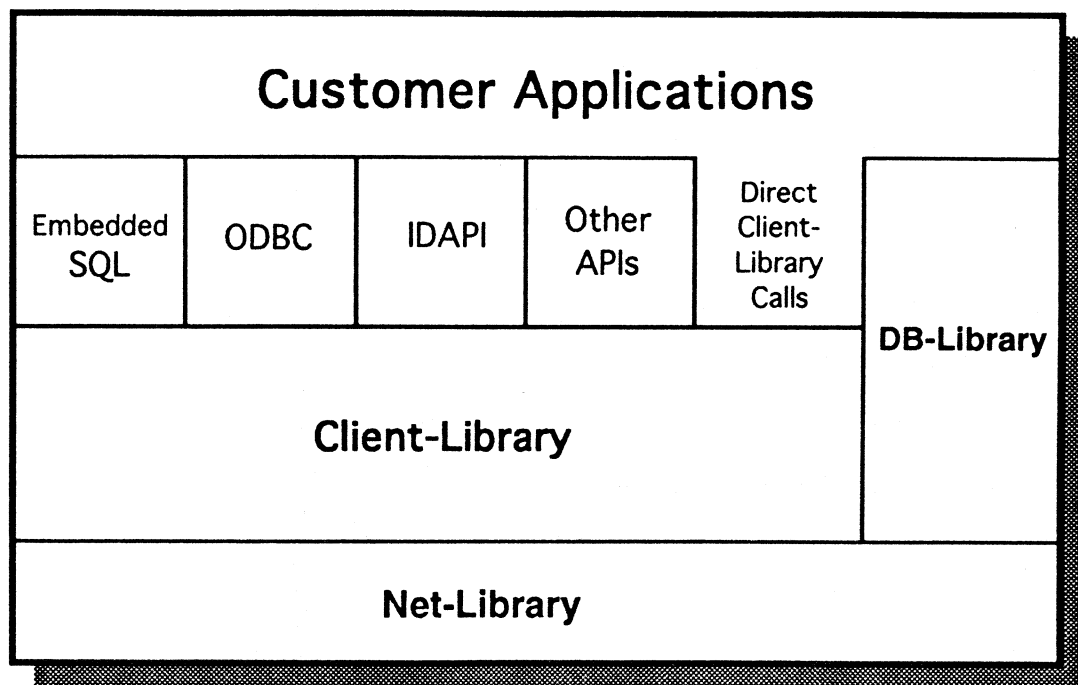 Customer Applications
Embedded
SQL
ODBC
IDAPI
Other
APIs
Direct
Client-
Library
Calls
DB-Library
Client-Library
Net-Library